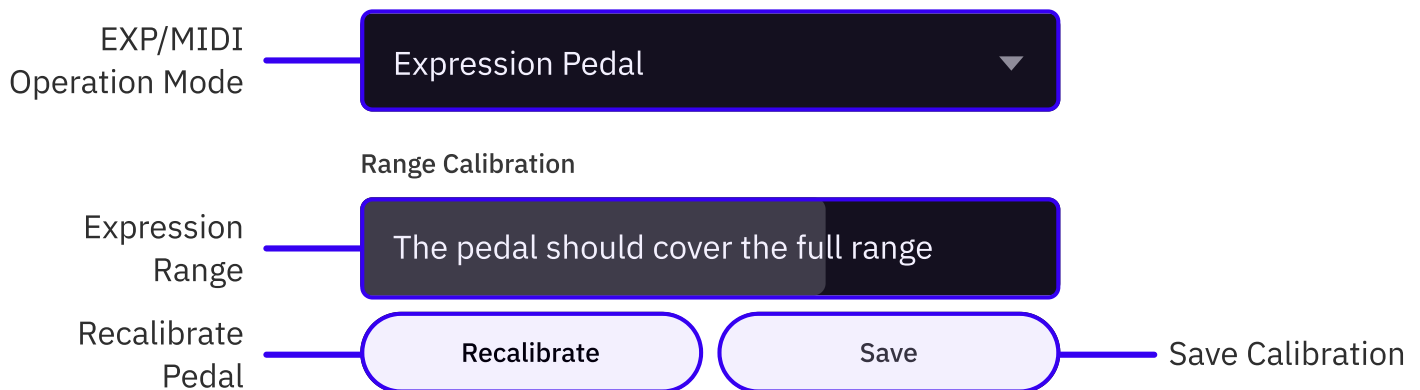 EXP/MIDI
Operation Mode
Expression Pedal
Range Calibration
Expression
Range
The pedal should cover the full range
Recalibrate
Pedal
Recalibrate
Save
Save Calibration